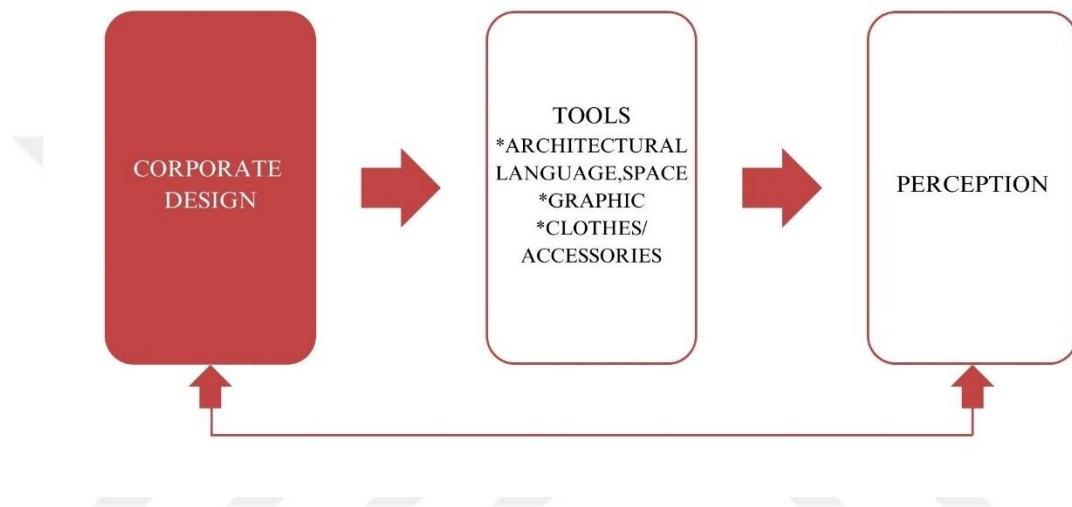 CORPORATE
DESIGN
TOOLS
*ARCHITECTURAL
LANGUAGE,SPACE
*GRAPHIC
*CLOTHES/
ACCESSORIES
PERCEPTION